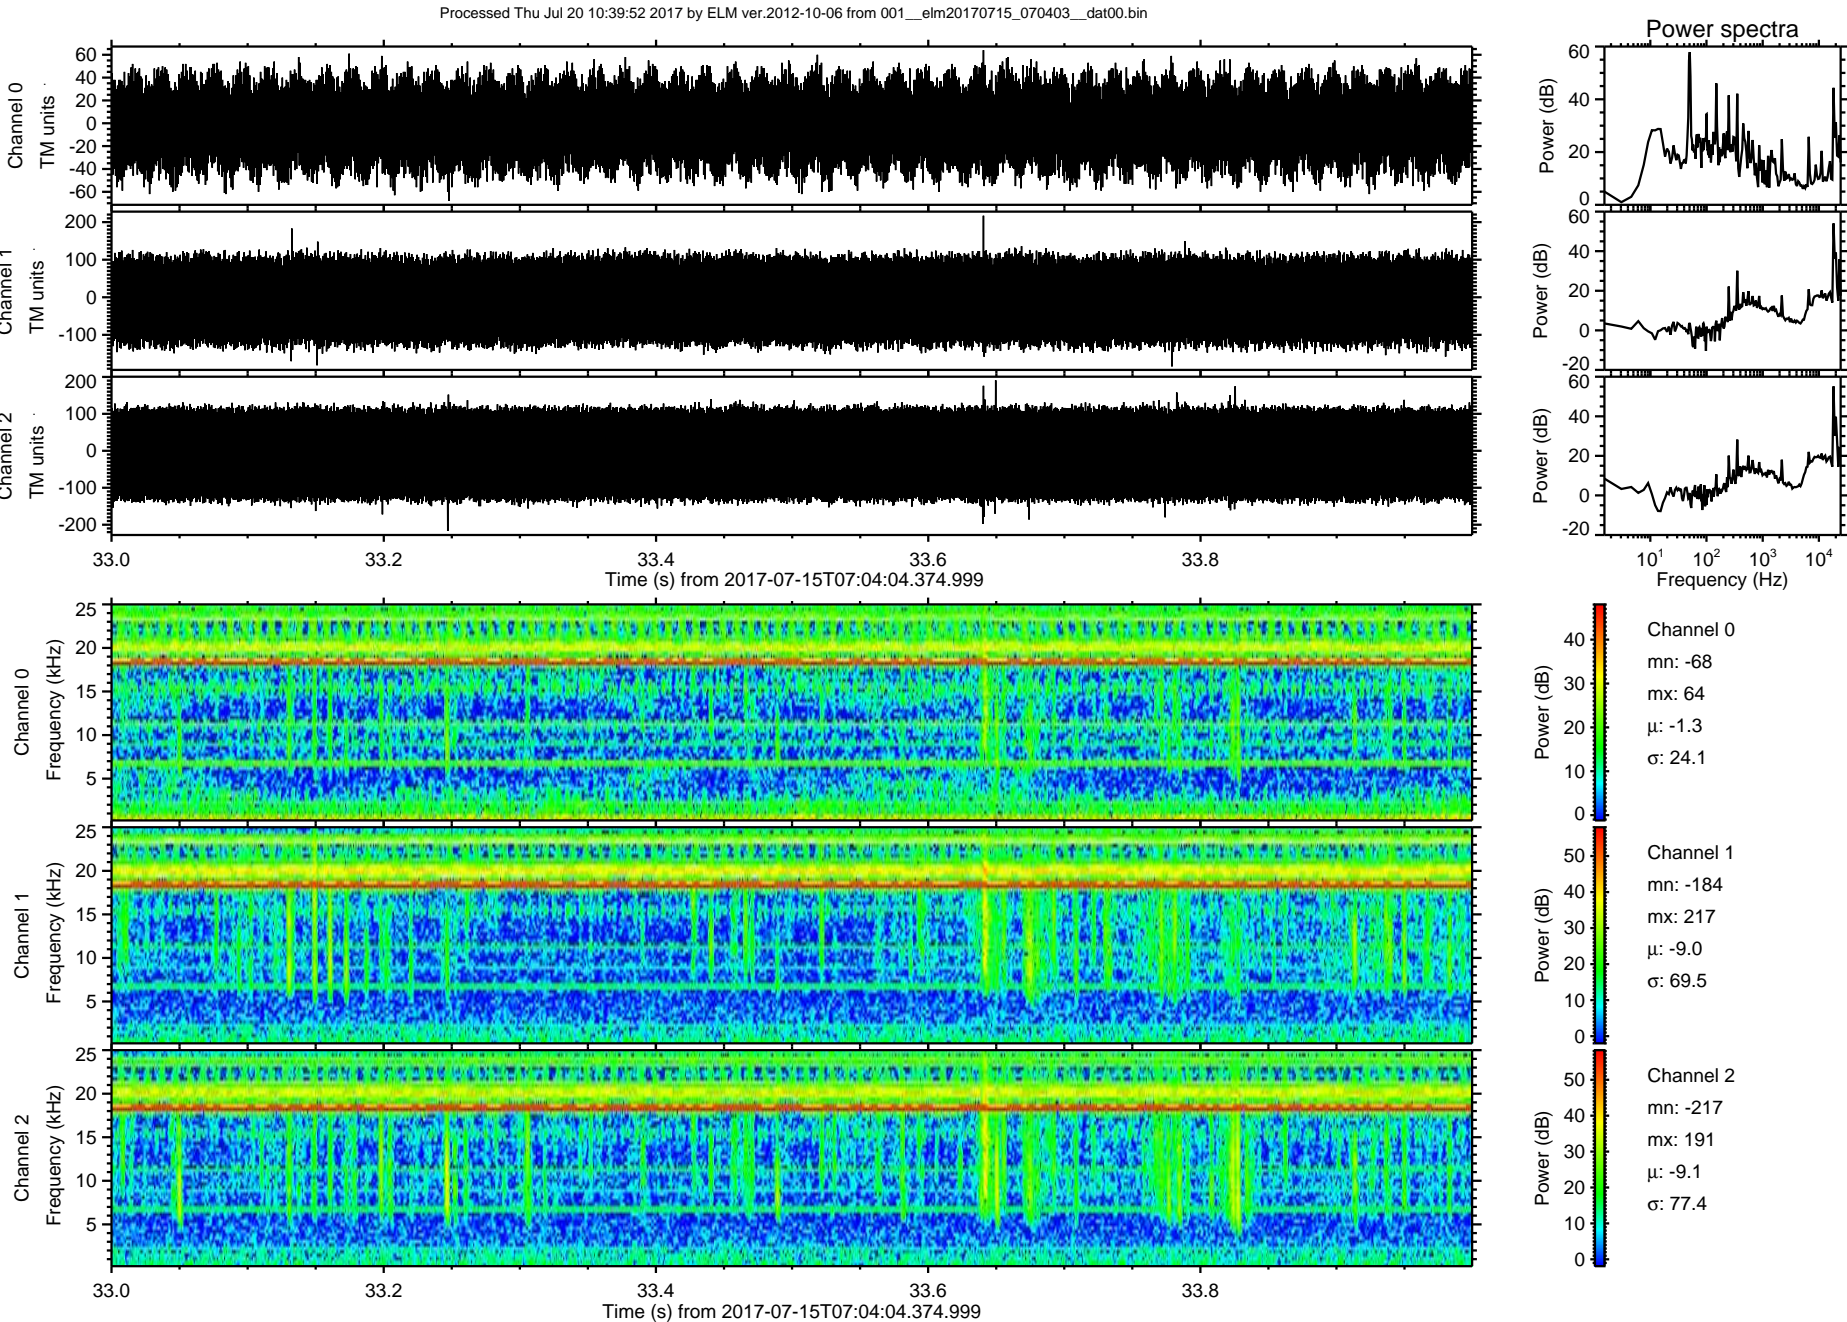 Processed Thu Jul 20 10:39:52 2017 by ELM ver.2012-10-06 from 001__elm20170715_070403__dat00.bin
Power spectra
Channel 0
TM units
60
40
20
0
-20
-40
-60
Power (dB)
60
40
20
0
Channel 1
TM units
200
100
0
-100
Power (dB)
60
40
20
0
-20
Channel 2
TM units
200
100
0
-100
-200
Power (dB)
60
40
20
0
-20
33.0 33.2 33.4 33.6 33.8
Time (s) from 2017-07-15T07:04:04.374.999
10¹ 10² 10³ 10⁴
Frequency (Hz)
Channel 0
Frequency (kHz)
25
20
15
10
5
Power (dB)
40
30
20
10
0
Channel 0
mn: -68
mx: 64
μ: -1.3
σ: 24.1
Channel 1
Frequency (kHz)
25
20
15
10
5
Power (dB)
50
40
30
20
10
0
Channel 1
mn: -184
mx: 217
μ: -9.0
σ: 69.5
Channel 2
Frequency (kHz)
25
20
15
10
5
Power (dB)
50
40
30
20
10
0
Channel 2
mn: -217
mx: 191
μ: -9.1
σ: 77.4
33.0 33.2 33.4 33.6 33.8
Time (s) from 2017-07-15T07:04:04.374.999